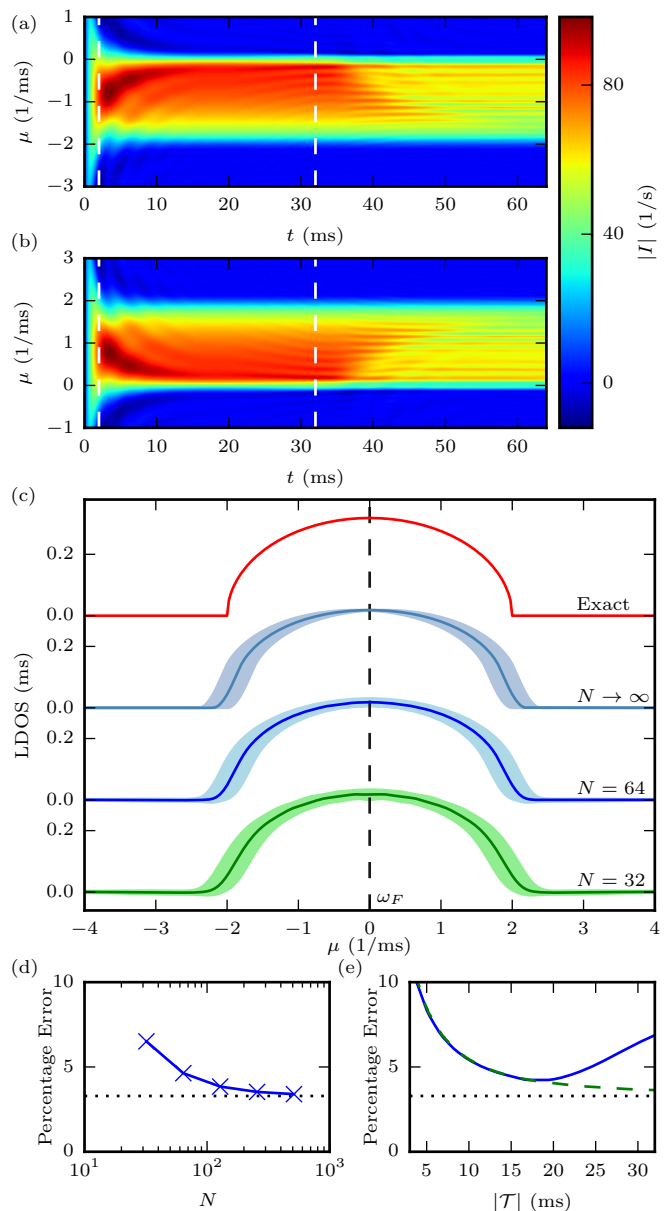 (a)
1
0
−1
−2
−3
μ (1/ms)
0 10 20 30 40 50 60
t (ms)
(b)
3
2
1
0
−1
μ (1/ms)
0 10 20 30 40 50 60
t (ms)
80
40
0
|I| (1/s)
(c)
0.2
0.0
Exact
0.2
0.0
N → ∞
0.2
0.0
N = 64
0.2
0.0
N = 32
LDOS (ms)
ω_F
−4 −3 −2 −1 0 1 2 3 4
μ (1/ms)
(d)
10
5
0
Percentage Error
10^1 10^2 10^3
N
(e)
10
5
0
Percentage Error
5 10 15 20 25 30
|𝒯| (ms)